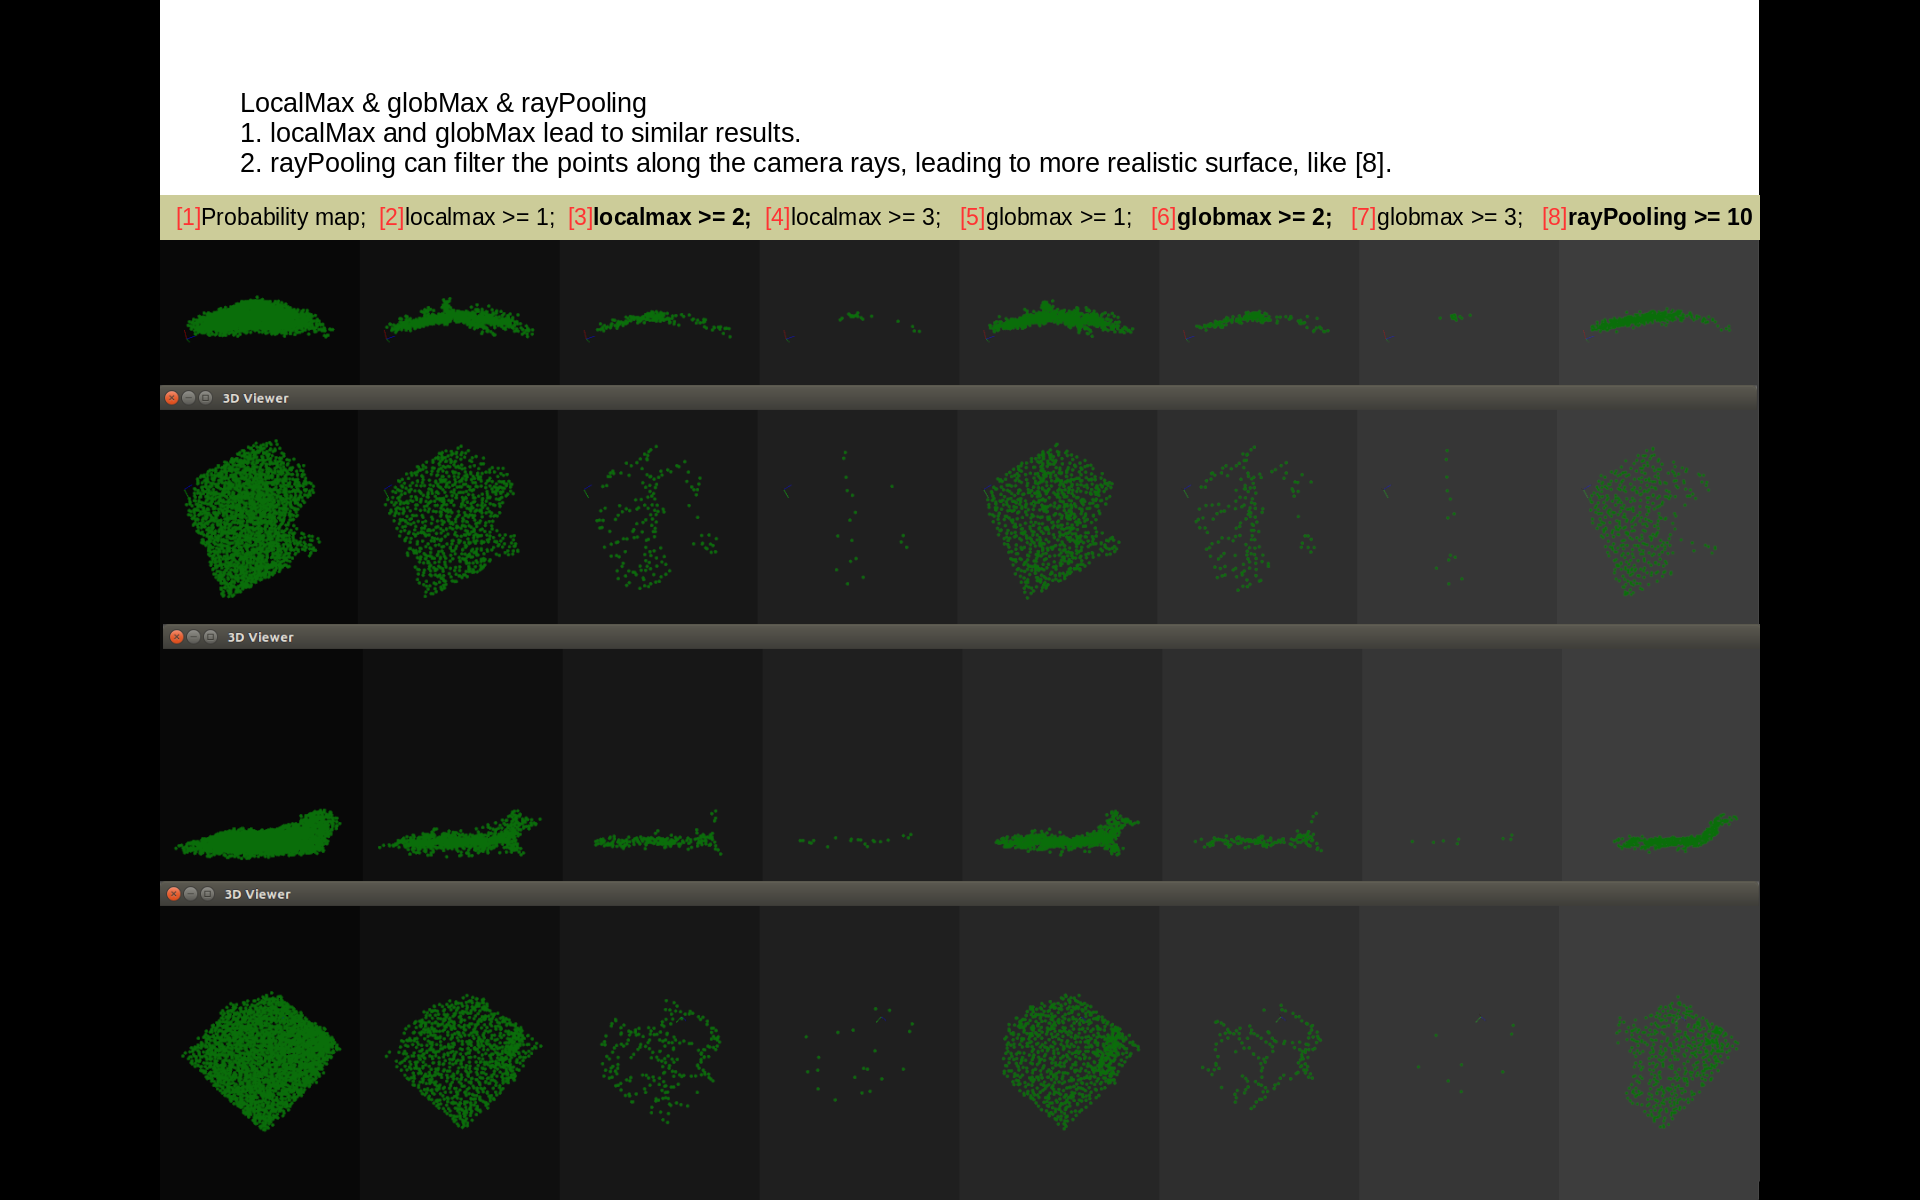 LocalMax & globMax & rayPooling
1. localMax and globMax lead to similar results.
2. rayPooling can filter the points along the camera rays, leading to more realistic surface, like [8].
[1]Probability map; [2]localmax >= 1; [3]localmax >= 2; [4]localmax >= 3; [5]globmax >= 1; [6]globmax >= 2; [7]globmax >= 3; [8]rayPooling >= 10
3D Viewer
3D Viewer
3D Viewer